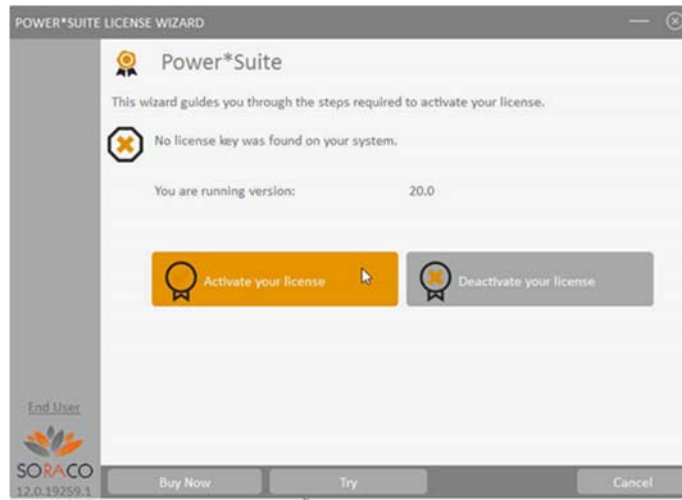 POWER*SUITE LICENSE WIZARD
Power*Suite
This wizard guides you through the steps required to activate your license.
No license key was found on your system.
You are running version: 20.0
Activate your license
Deactivate your license
End User
SORACO
12.0.19259.1
Buy Now
Try
Cancel